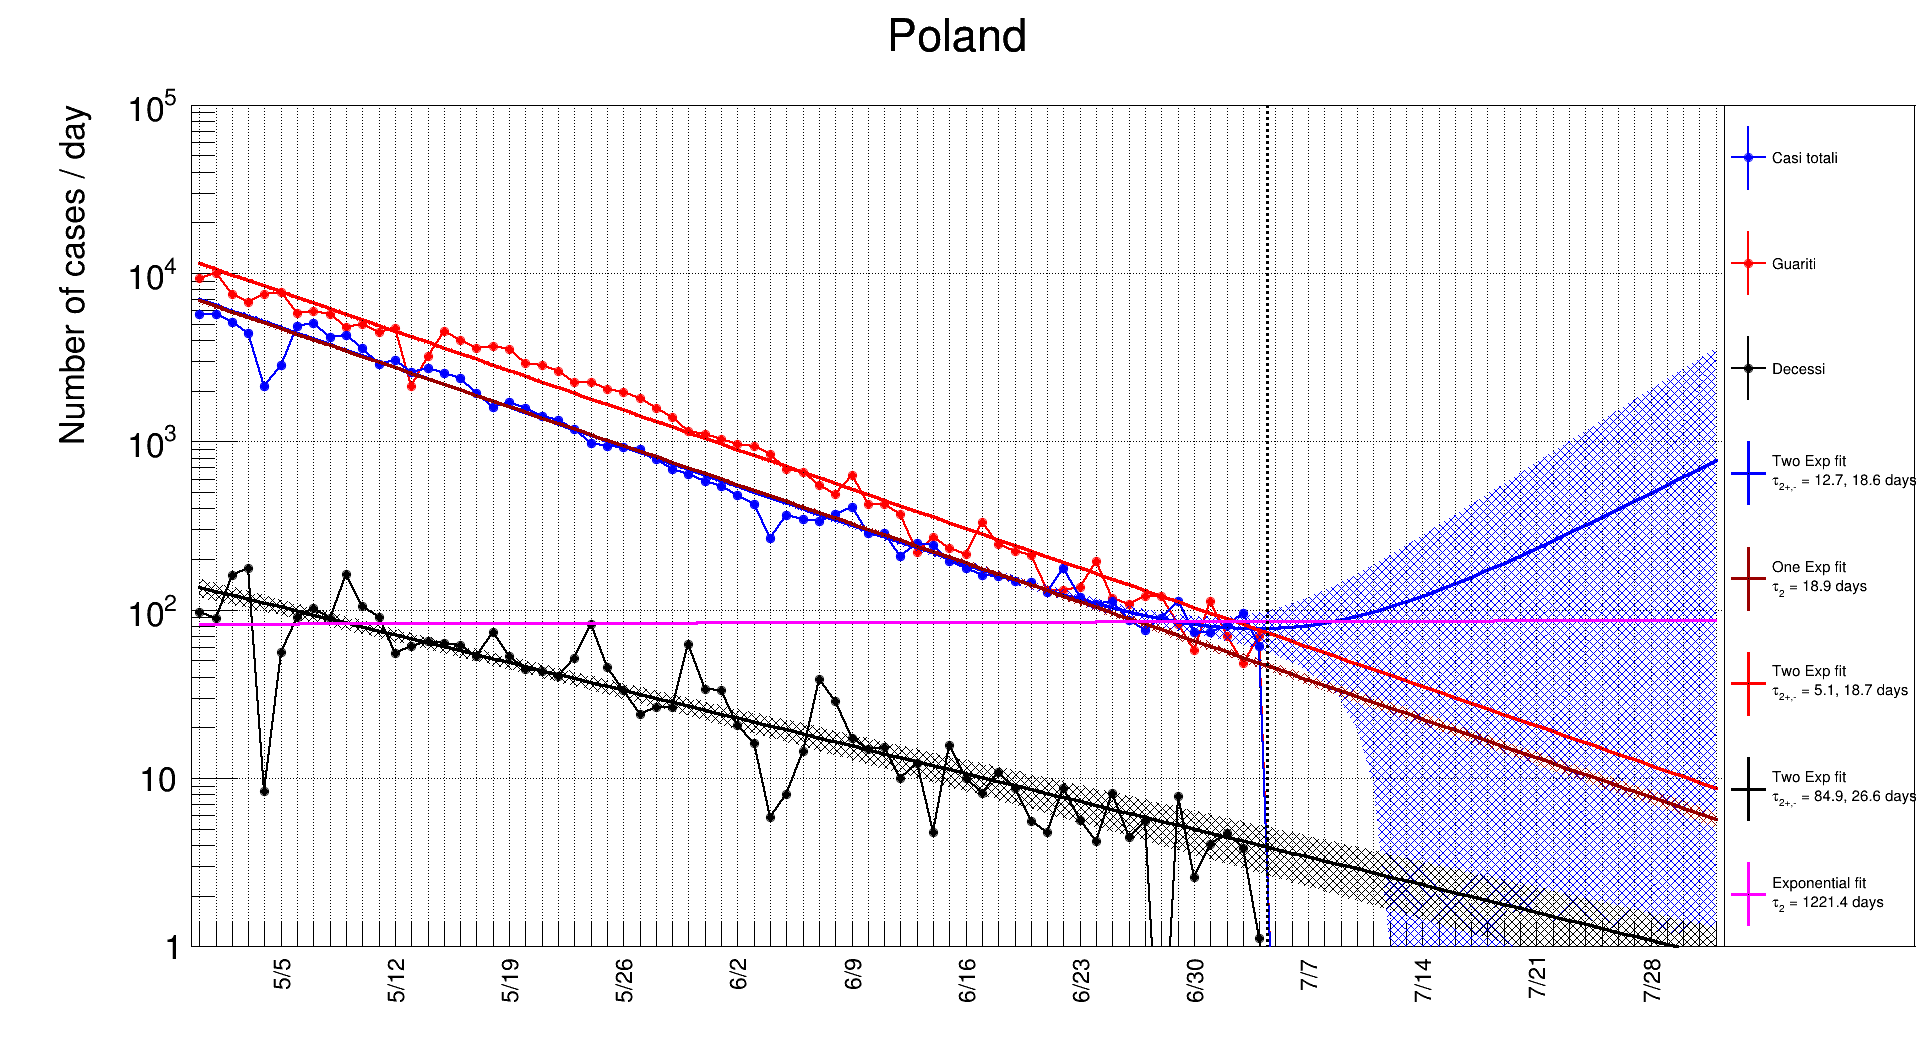 Poland
Number of cases / day
10^5
10^4
10^3
10^2
10
1
5/5
5/12
5/19
5/26
6/2
6/9
6/16
6/23
6/30
7/7
7/14
7/21
7/28
Casi totali
Guariti
Decessi
Two Exp fit
τ2+,- = 12.7, 18.6 days
One Exp fit
τ2 = 18.9 days
Two Exp fit
τ2+,- = 5.1, 18.7 days
Two Exp fit
τ2+,- = 84.9, 26.6 days
Exponential fit
τ2 = 1221.4 days